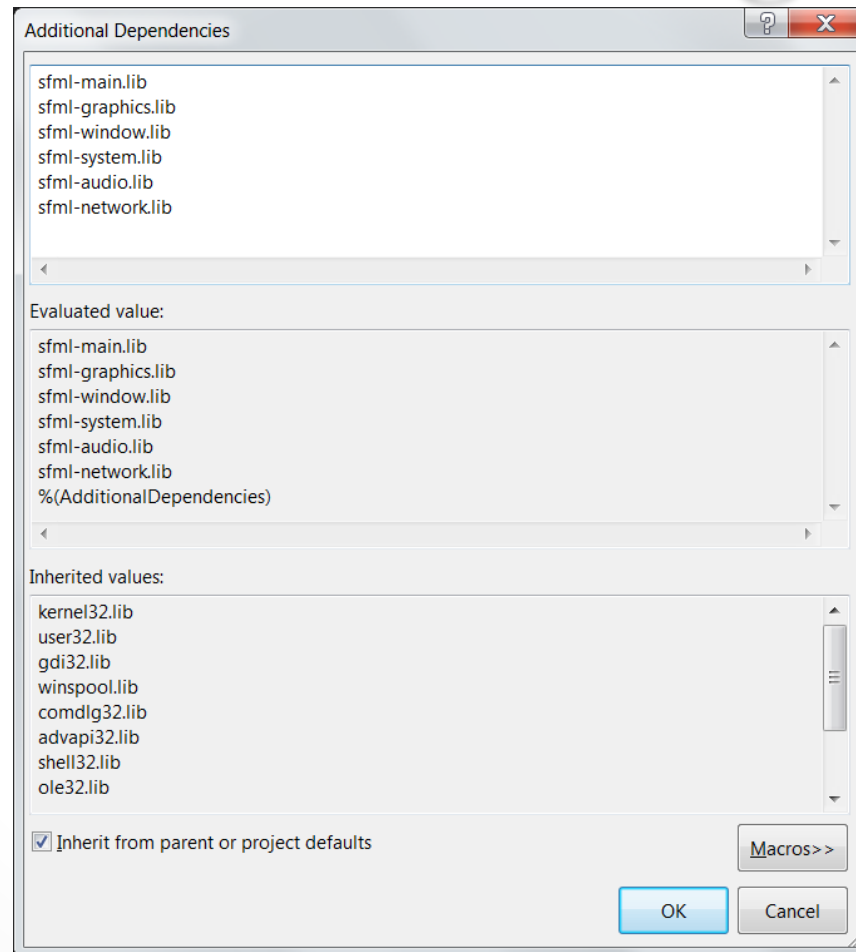 Additional Dependencies
sfml-main.lib
sfml-graphics.lib
sfml-window.lib
sfml-system.lib
sfml-audio.lib
sfml-network.lib
Evaluated value:
sfml-main.lib
sfml-graphics.lib
sfml-window.lib
sfml-system.lib
sfml-audio.lib
sfml-network.lib
%(AdditionalDependencies)
Inherited values:
kernel32.lib
user32.lib
gdi32.lib
winspool.lib
comdlg32.lib
advapi32.lib
shell32.lib
ole32.lib
Inherit from parent or project defaults
Macros>>
OK Cancel